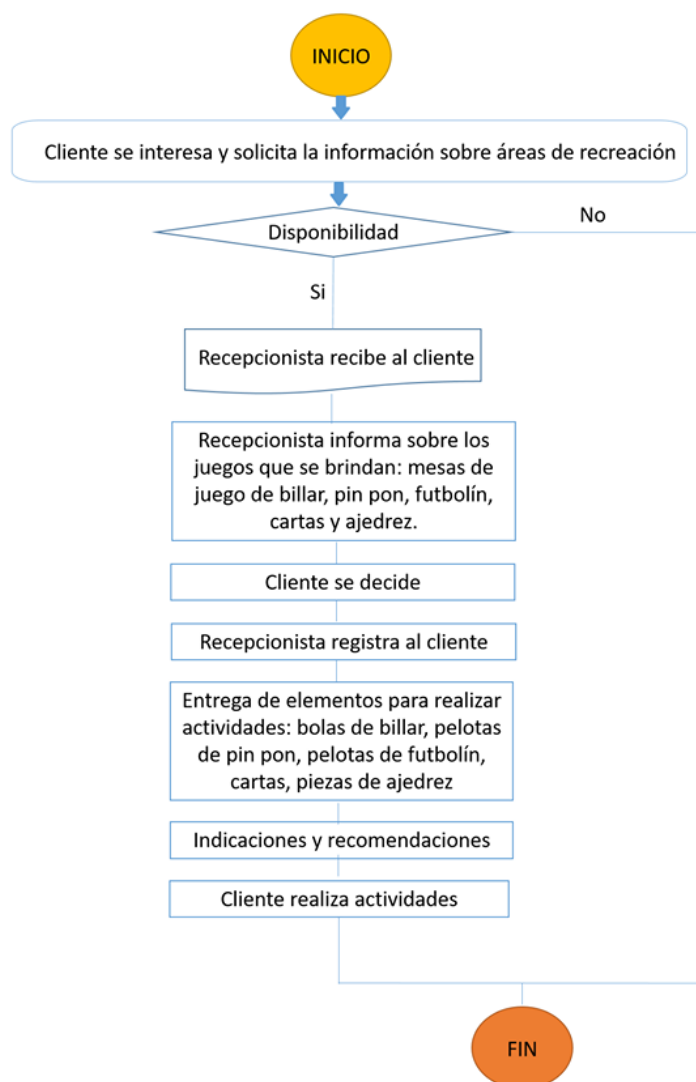 INICIO
Cliente se interesa y solicita la información sobre áreas de recreación
No
Disponibilidad
Si
Recepcionista recibe al cliente
Recepcionista informa sobre los
juegos que se brindan: mesas de
juego de billar, pin pon, futbolín,
cartas y ajedrez.
Cliente se decide
Recepcionista registra al cliente
Entrega de elementos para realizar
actividades: bolas de billar, pelotas
de pin pon, pelotas de futbolín,
cartas, piezas de ajedrez
Indicaciones y recomendaciones
Cliente realiza actividades
FIN